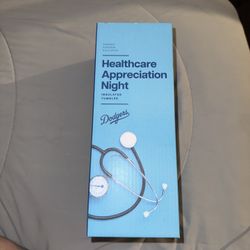 Healthcare
Appreciation
Night
INSULATED
TUMBLER
Dodgers